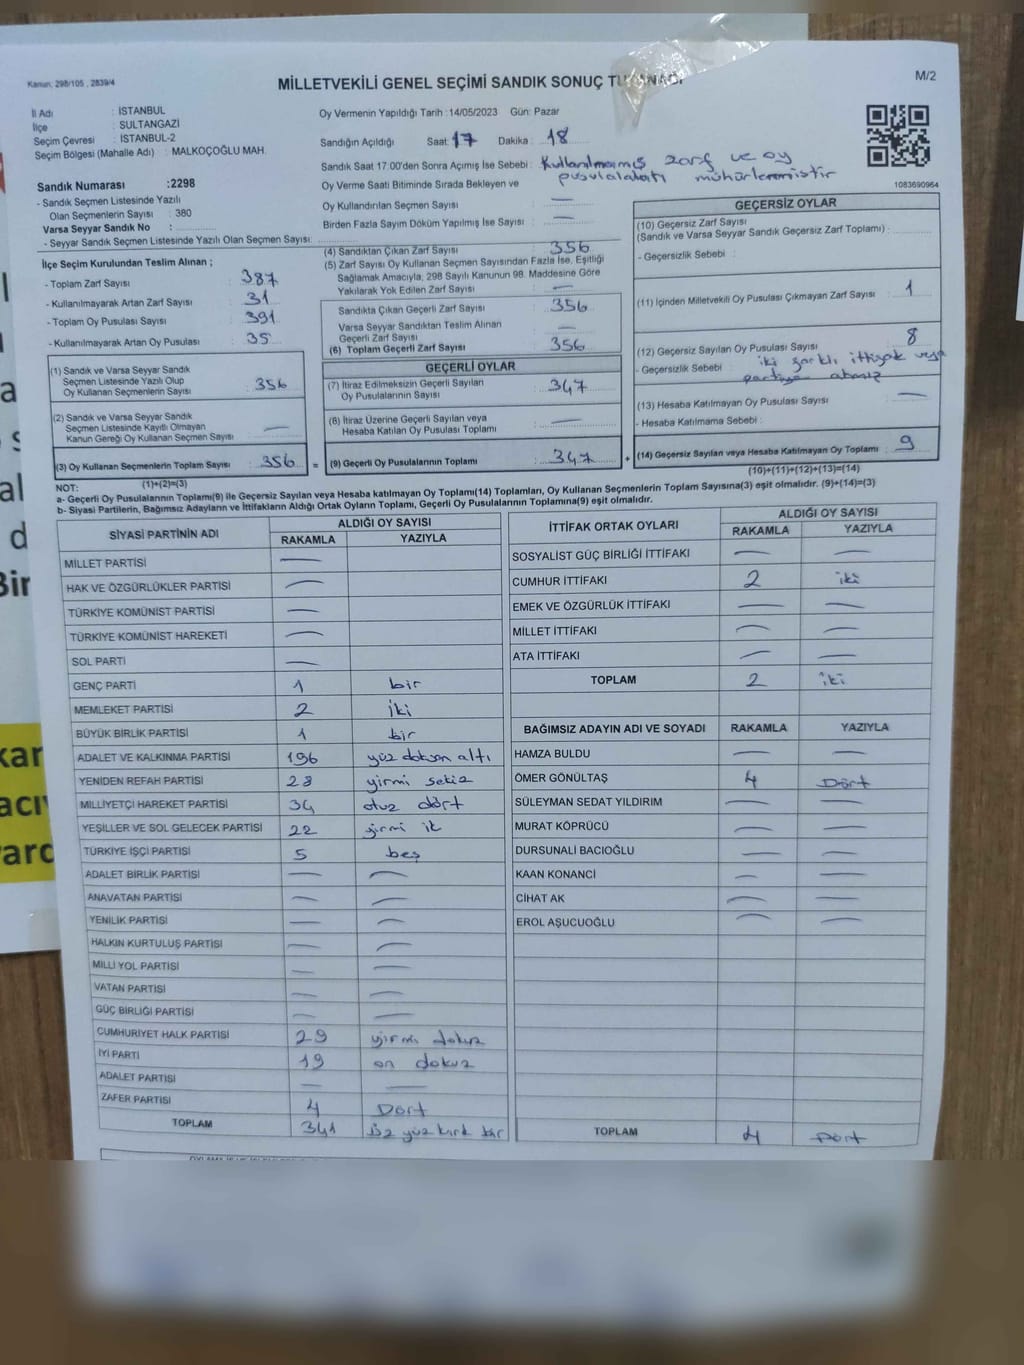 Kanun: 298/105 , 2839/4
MİLLETVEKİLİ GENEL SEÇİMİ SANDIK SONUÇ TUTANAĞI
M/2
İl Adı : İSTANBUL
İlçe : SULTANGAZİ
Seçim Çevresi : İSTANBUL-2
Seçim Bölgesi (Mahalle Adı) : MALKOÇOĞLU MAH.
Oy Vermenin Yapıldığı Tarih :14/05/2023 Gün: Pazar
Sandığın Açıldığı Saat: 17 Dakika : 18
Sandık Saat 17:00'den Sonra Açımış İse Sebebi : Kullanılmamış zarf ve oy
pusulalaatı mühürlenmiştir
1083690964
Sandık Numarası :2298
- Sandık Seçmen Listesinde Yazılı
Olan Seçmenlerin Sayısı : 380
Varsa Seyyar Sandık No :
- Seyyar Sandık Seçmen Listesinde Yazılı Olan Seçmen Sayısı:
Oy Verme Saati Bitiminde Sırada Bekleyen ve
Oy Kullandırılan Seçmen Sayısı : —
Birden Fazla Sayım Döküm Yapılmış İse Sayısı : —
İlçe Seçim Kurulundan Teslim Alınan ;
- Toplam Zarf Sayısı : 387
- Kullanılmayarak Artan Zarf Sayısı : 31
- Toplam Oy Pusulası Sayısı : 391
- Kullanılmayarak Artan Oy Pusulası : 35
(4) Sandıktan Çıkan Zarf Sayısı : 356
(5) Zarf Sayısı Oy Kullanan Seçmen Sayısından Fazla İse, Eşitliği
Sağlamak Amacıyla, 298 Sayılı Kanunun 98. Maddesine Göre
Yakılarak Yok Edilen Zarf Sayısı : —
Sandıkta Çıkan Geçerli Zarf Sayısı : 356
Varsa Seyyar Sandıktan Teslim Alınan
Geçerli Zarf Sayısı : —
(6) Toplam Geçerli Zarf Sayısı : 356
GEÇERSİZ OYLAR
(10) Geçersiz Zarf Sayısı
(Sandık ve Varsa Seyyar Sandık Geçersiz Zarf Toplamı) :
- Geçersizlik Sebebi :
(11) İçinden Milletvekili Oy Pusulası Çıkmayan Zarf Sayısı : 1
(12) Geçersiz Sayılan Oy Pusulası Sayısı : 8
- Geçersizlik Sebebi : iki farklı ittifak veya
partiye
(13) Hesaba Katılmayan Oy Pusulası Sayısı : —
- Hesaba Katılmama Sebebi :
(14) Geçersiz Sayılan veya Hesaba Katılmayan Oy Toplamı : 9
(10)+(11)+(12)+(13)=(14)
(1) Sandık ve Varsa Seyyar Sandık
Seçmen Listesinde Yazılı Olup
Oy Kullanan Seçmenlerin Sayısı : 356
(2) Sandık ve Varsa Seyyar Sandık
Seçmen Listesinde Kayıtlı Olmayan
Kanun Gereği Oy Kullanan Seçmen Sayısı : —
(3) Oy Kullanan Seçmenlerin Toplam Sayısı : 356 =
(1)+(2)=(3)
GEÇERLİ OYLAR
(7) İtiraz Edilmeksizin Geçerli Sayılan
Oy Pusulalarının Sayısı : 347
(8) İtiraz Üzerine Geçerli Sayılan veya
Hesaba Katılan Oy Pusulası Toplamı : —
(9) Geçerli Oy Pusulalarının Toplamı : 347 +
NOT:
a- Geçerli Oy Pusulalarının Toplamı(9) ile Geçersiz Sayılan veya Hesaba katılmayan Oy Toplamı(14) Toplamları, Oy Kullanan Seçmenlerin Toplam Sayısına(3) eşit olmalıdır. (9)+(14)=(3)
b- Siyasi Partilerin, Bağımsız Adayların ve İttifakların Aldığı Ortak Oyların Toplamı, Geçerli Oy Pusulalarının Toplamına(9) eşit olmalıdır.
SİYASİ PARTİNİN ADI ALDIĞI OY SAYISI
RAKAMLA YAZIYLA
MİLLET PARTİSİ —
HAK VE ÖZGÜRLÜKLER PARTİSİ —
TÜRKİYE KOMÜNİST PARTİSİ —
TÜRKİYE KOMÜNİST HAREKETİ —
SOL PARTİ —
GENÇ PARTİ 1 bir
MEMLEKET PARTİSİ 2 iki
BÜYÜK BİRLİK PARTİSİ 1 bir
ADALET VE KALKINMA PARTİSİ 196 yüz doksan altı
YENİDEN REFAH PARTİSİ 28 yirmi sekiz
MİLLİYETÇİ HAREKET PARTİSİ 34 otuz dört
YEŞİLLER VE SOL GELECEK PARTİSİ 22 yirmi ik
TÜRKİYE İŞÇİ PARTİSİ 5 beş
ADALET BİRLİK PARTİSİ — —
ANAVATAN PARTİSİ — —
YENİLİK PARTİSİ — —
HALKIN KURTULUŞ PARTİSİ — —
MİLLİ YOL PARTİSİ — —
VATAN PARTİSİ — —
GÜÇ BİRLİĞİ PARTİSİ — —
CUMHURİYET HALK PARTİSİ 29 yirmi dokuz
İYİ PARTİ 19 on dokuz
ADALET PARTİSİ — —
ZAFER PARTİSİ 4 Dört
TOPLAM 341 üç yüz kırk bir
İTTİFAK ORTAK OYLARI ALDIĞI OY SAYISI
RAKAMLA YAZIYLA
SOSYALİST GÜÇ BİRLİĞİ İTTİFAKI — —
CUMHUR İTTİFAKI 2 iki
EMEK VE ÖZGÜRLÜK İTTİFAKI — —
MİLLET İTTİFAKI — —
ATA İTTİFAKI — —
TOPLAM 2 iki
BAĞIMSIZ ADAYIN ADI VE SOYADI RAKAMLA YAZIYLA
HAMZA BULDU — —
ÖMER GÖNÜLTAŞ 4 Dört
SÜLEYMAN SEDAT YILDIRIM — —
MURAT KÖPRÜCÜ — —
DURSUNALİ BACIOĞLU — —
KAAN KONANCİ — —
CİHAT AK — —
EROL AŞUCUOĞLU — —
TOPLAM 4 Dört